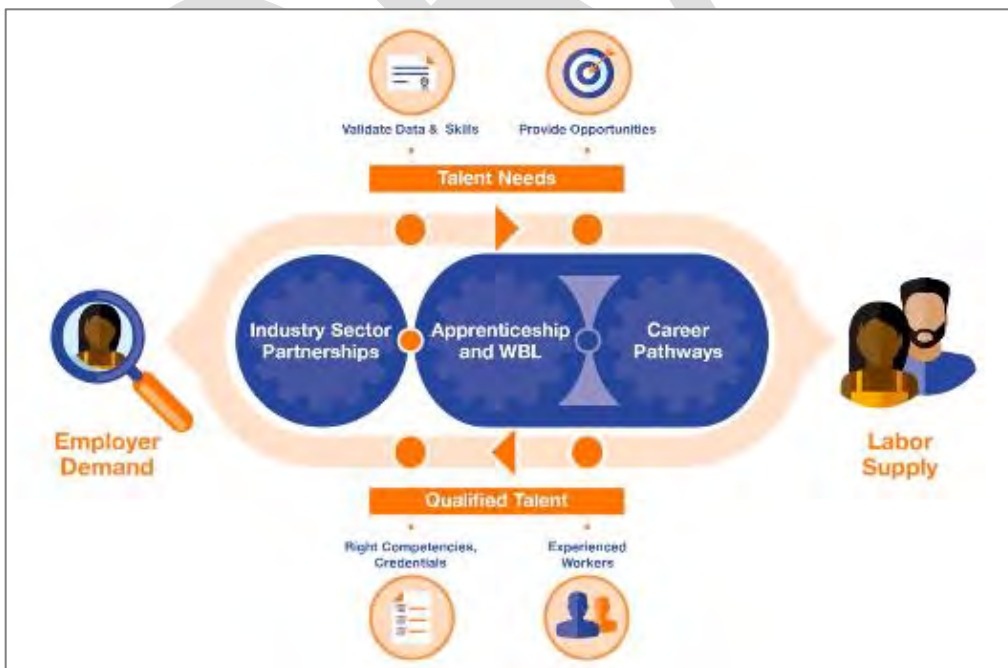 Validate Data & Skills
Provide Opportunities
Talent Needs
Industry Sector
Partnerships
Apprenticeship
and WBL
Career
Pathways
Employer
Demand
Labor
Supply
Qualified Talent
Right Competencies,
Credentials
Experienced
Workers